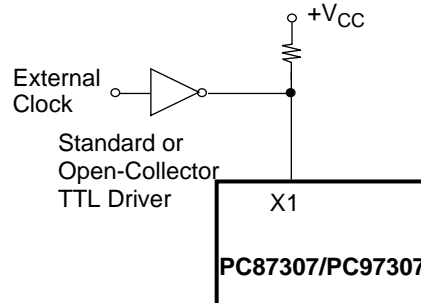 +VCC
External
Clock
Standard or
Open-Collector
TTL Driver
X1
PC87307/PC97307